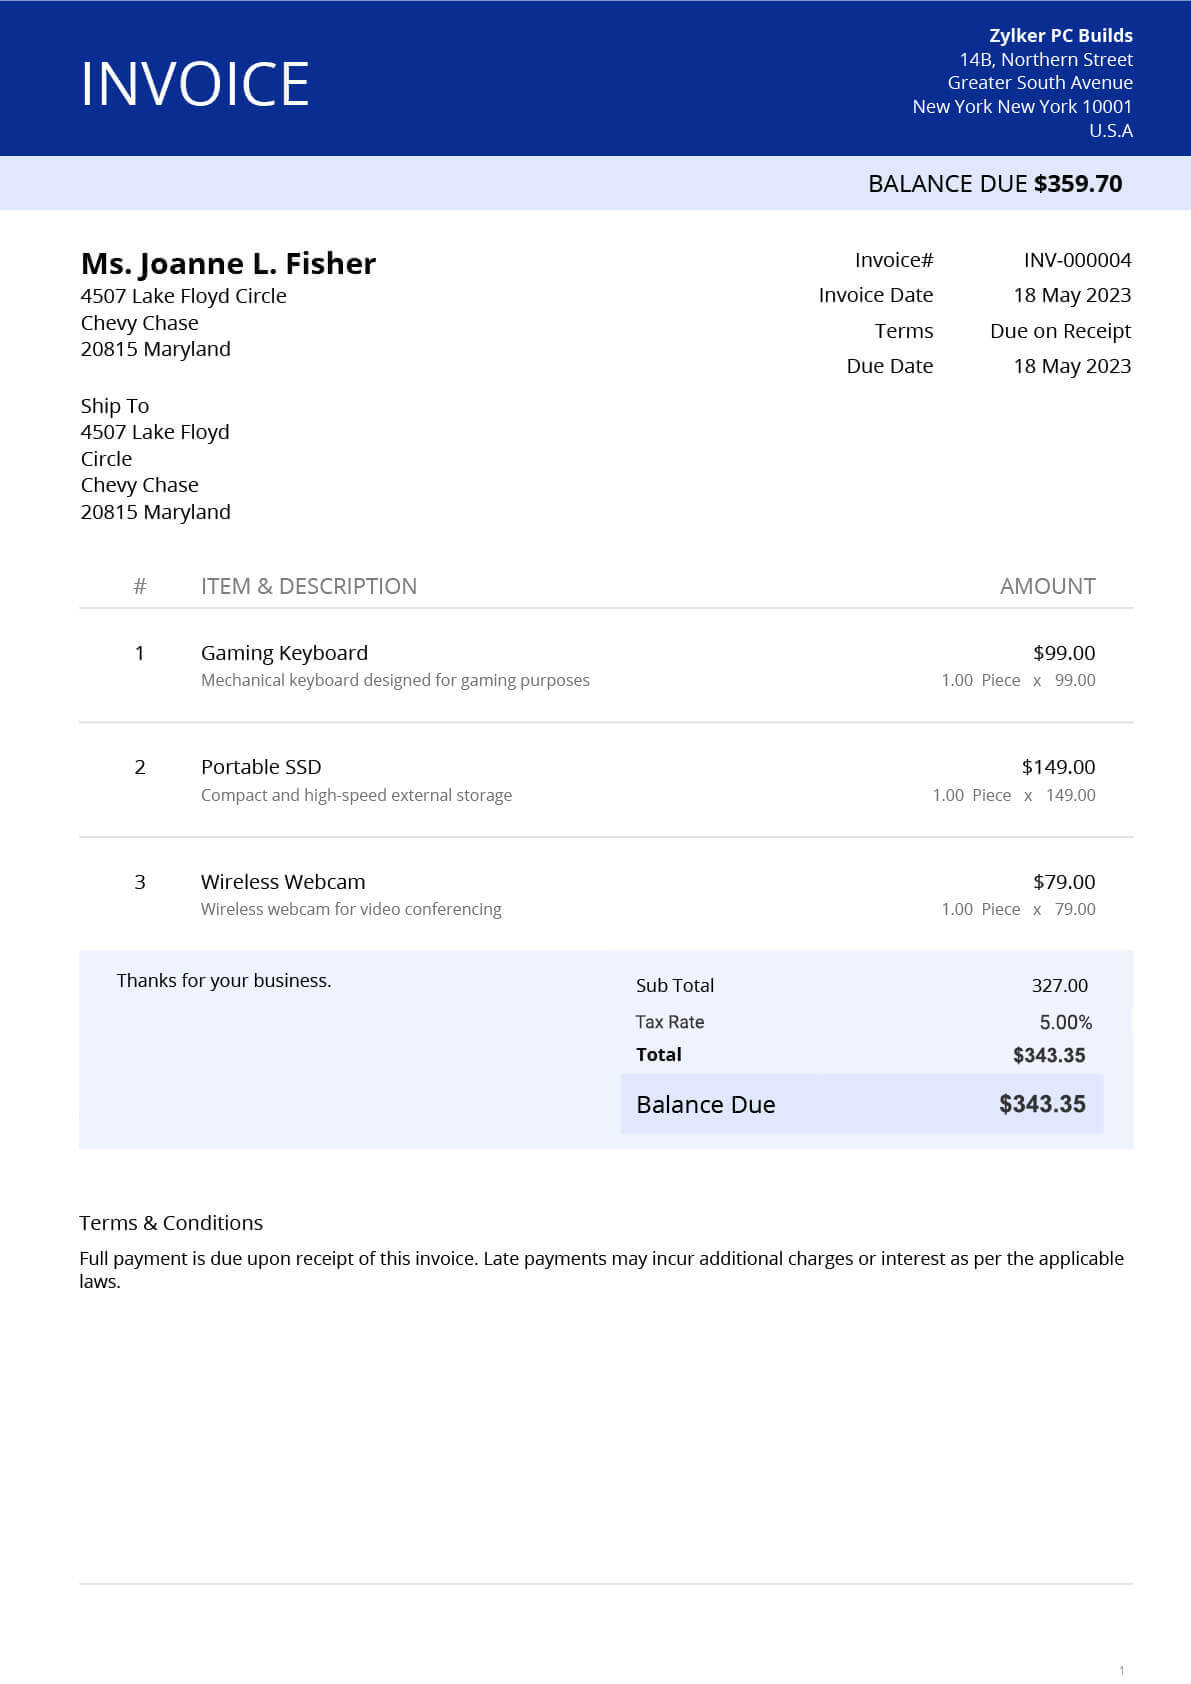 INVOICE
Zylker PC Builds
14B, Northern Street
Greater South Avenue
New York New York 10001
U.S.A
BALANCE DUE $359.70
Ms. Joanne L. Fisher
4507 Lake Floyd Circle
Chevy Chase
20815 Maryland
Invoice# INV-000004
Invoice Date 18 May 2023
Terms Due on Receipt
Due Date 18 May 2023
Ship To
4507 Lake Floyd
Circle
Chevy Chase
20815 Maryland
# ITEM & DESCRIPTION AMOUNT
1 Gaming Keyboard $99.00
Mechanical keyboard designed for gaming purposes 1.00 Piece x 99.00
2 Portable SSD $149.00
Compact and high-speed external storage 1.00 Piece x 149.00
3 Wireless Webcam $79.00
Wireless webcam for video conferencing 1.00 Piece x 79.00
Thanks for your business.
Sub Total 327.00
Tax Rate 5.00%
Total $343.35
Balance Due $343.35
Terms & Conditions
Full payment is due upon receipt of this invoice. Late payments may incur additional charges or interest as per the applicable
laws.
1